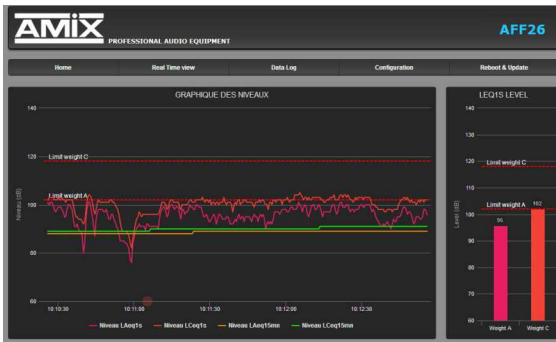 AMIX
PROFESSIONAL AUDIO EQUIPMENT
AFF26
Home
Real Time view
Data Log
Configuration
Reboot & Update
GRAPHIQUE DES NIVEAUX
Niveau (dB)
140
120
100
80
60
Limit weight C
Limit weight A
10:10:30
10:11:00
10:11:30
10:12:00
10:12:30
Niveau LAeq1s
Niveau LCeq1s
Niveau LAeq15mn
Niveau LCeq15mn
LEQ1S LEVEL
Level (dB)
140
130
120
110
100
90
80
70
60
Limit weight C
Limit weight A
96
102
Weight A
Weight C